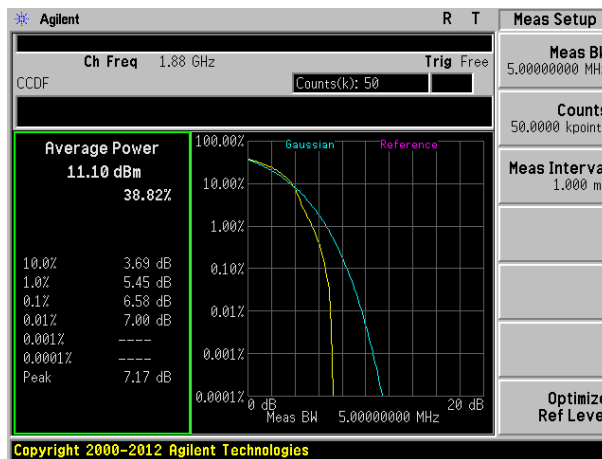 Agilent R T Meas Setup
Ch Freq 1.88 GHz Trig Free
CCDF Counts(k): 50
Meas
5.00000000
Counts
50.0000 kpoint
Meas Interva
1.000 m
Optimize
Ref Leve
Average Power
11.10 dBm
38.82%
10.0% 3.69 dB
1.0% 5.45 dB
0.1% 6.58 dB
0.01% 7.00 dB
0.001% ----
0.0001% ----
Peak 7.17 dB
Gaussian Reference
100.00%
10.00%
1.00%
0.10%
0.01%
0.001%
0.0001%
0 dB 20 dB
Meas BW 5.00000000 MHz
Copyright 2000-2012 Agilent Technologies